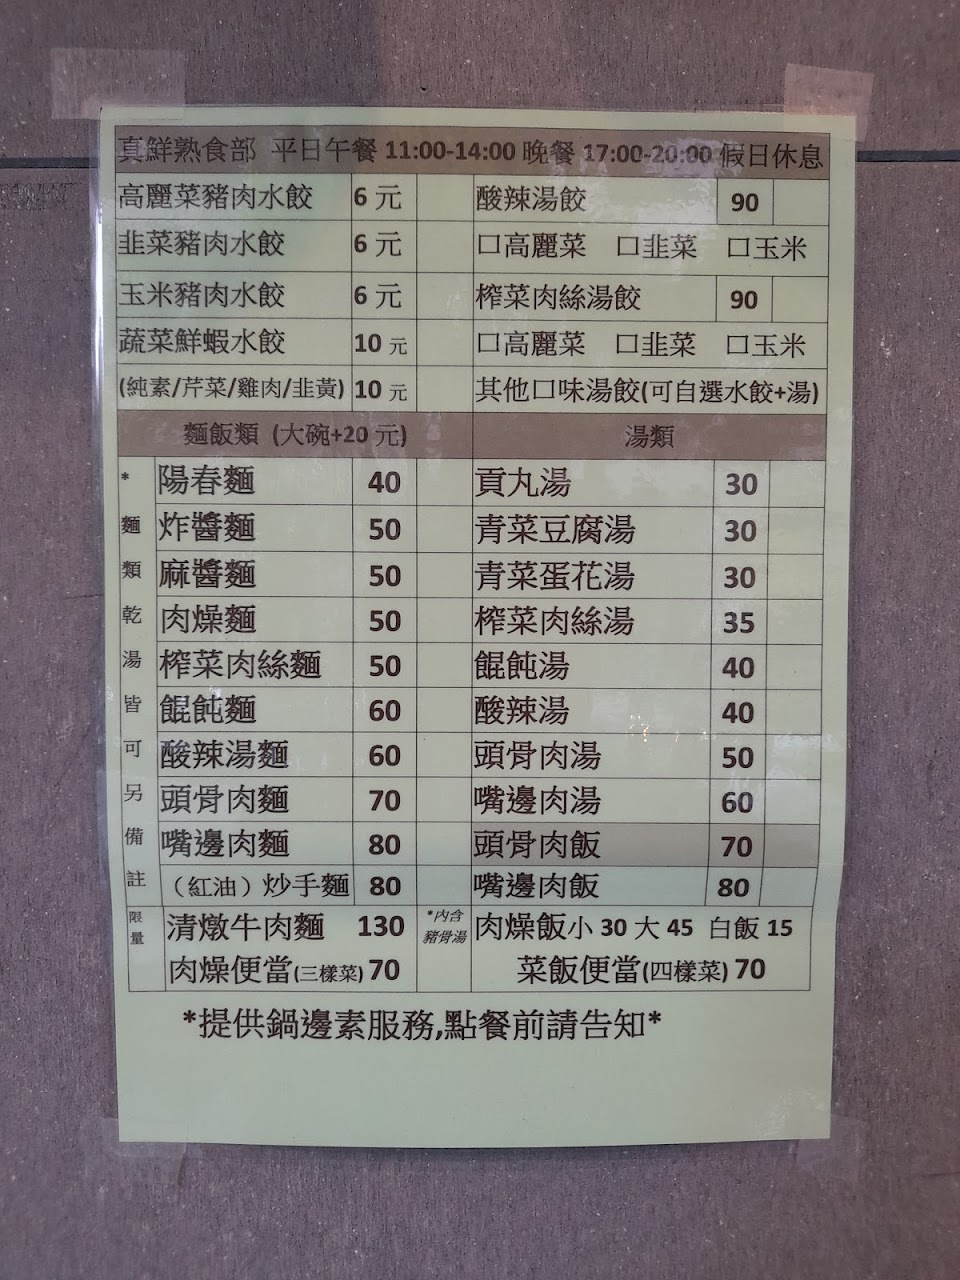 真鮮熟食部 平日午餐 11:00-14:00 晚餐 17:00-20:00 假日休息
高麗菜豬肉水餃 6 元 酸辣湯餃 90
韭菜豬肉水餃 6 元 口高麗菜 口韭菜 口玉米
玉米豬肉水餃 6 元 榨菜肉絲湯餃 90
蔬菜鮮蝦水餃 10 元 口高麗菜 口韭菜 口玉米
(純素/芹菜/雞肉/韭黃) 10 元 其他口味湯餃(可自選水餃+湯)
麵飯類 (大碗+20 元) 湯類
*麵類乾湯皆可另備註
陽春麵 40 貢丸湯 30
炸醬麵 50 青菜豆腐湯 30
麻醬麵 50 青菜蛋花湯 30
肉燥麵 50 榨菜肉絲湯 35
榨菜肉絲麵 50 餛飩湯 40
餛飩麵 60 酸辣湯 40
酸辣湯麵 60 頭骨肉湯 50
頭骨肉麵 70 嘴邊肉湯 60
嘴邊肉麵 80 頭骨肉飯 70
（紅油）炒手麵 80 嘴邊肉飯 80
限量 清燉牛肉麵 130 *內含豬骨湯 肉燥飯小 30 大 45 白飯 15
肉燥便當(三樣菜) 70 菜飯便當(四樣菜) 70
*提供鍋邊素服務,點餐前請告知*